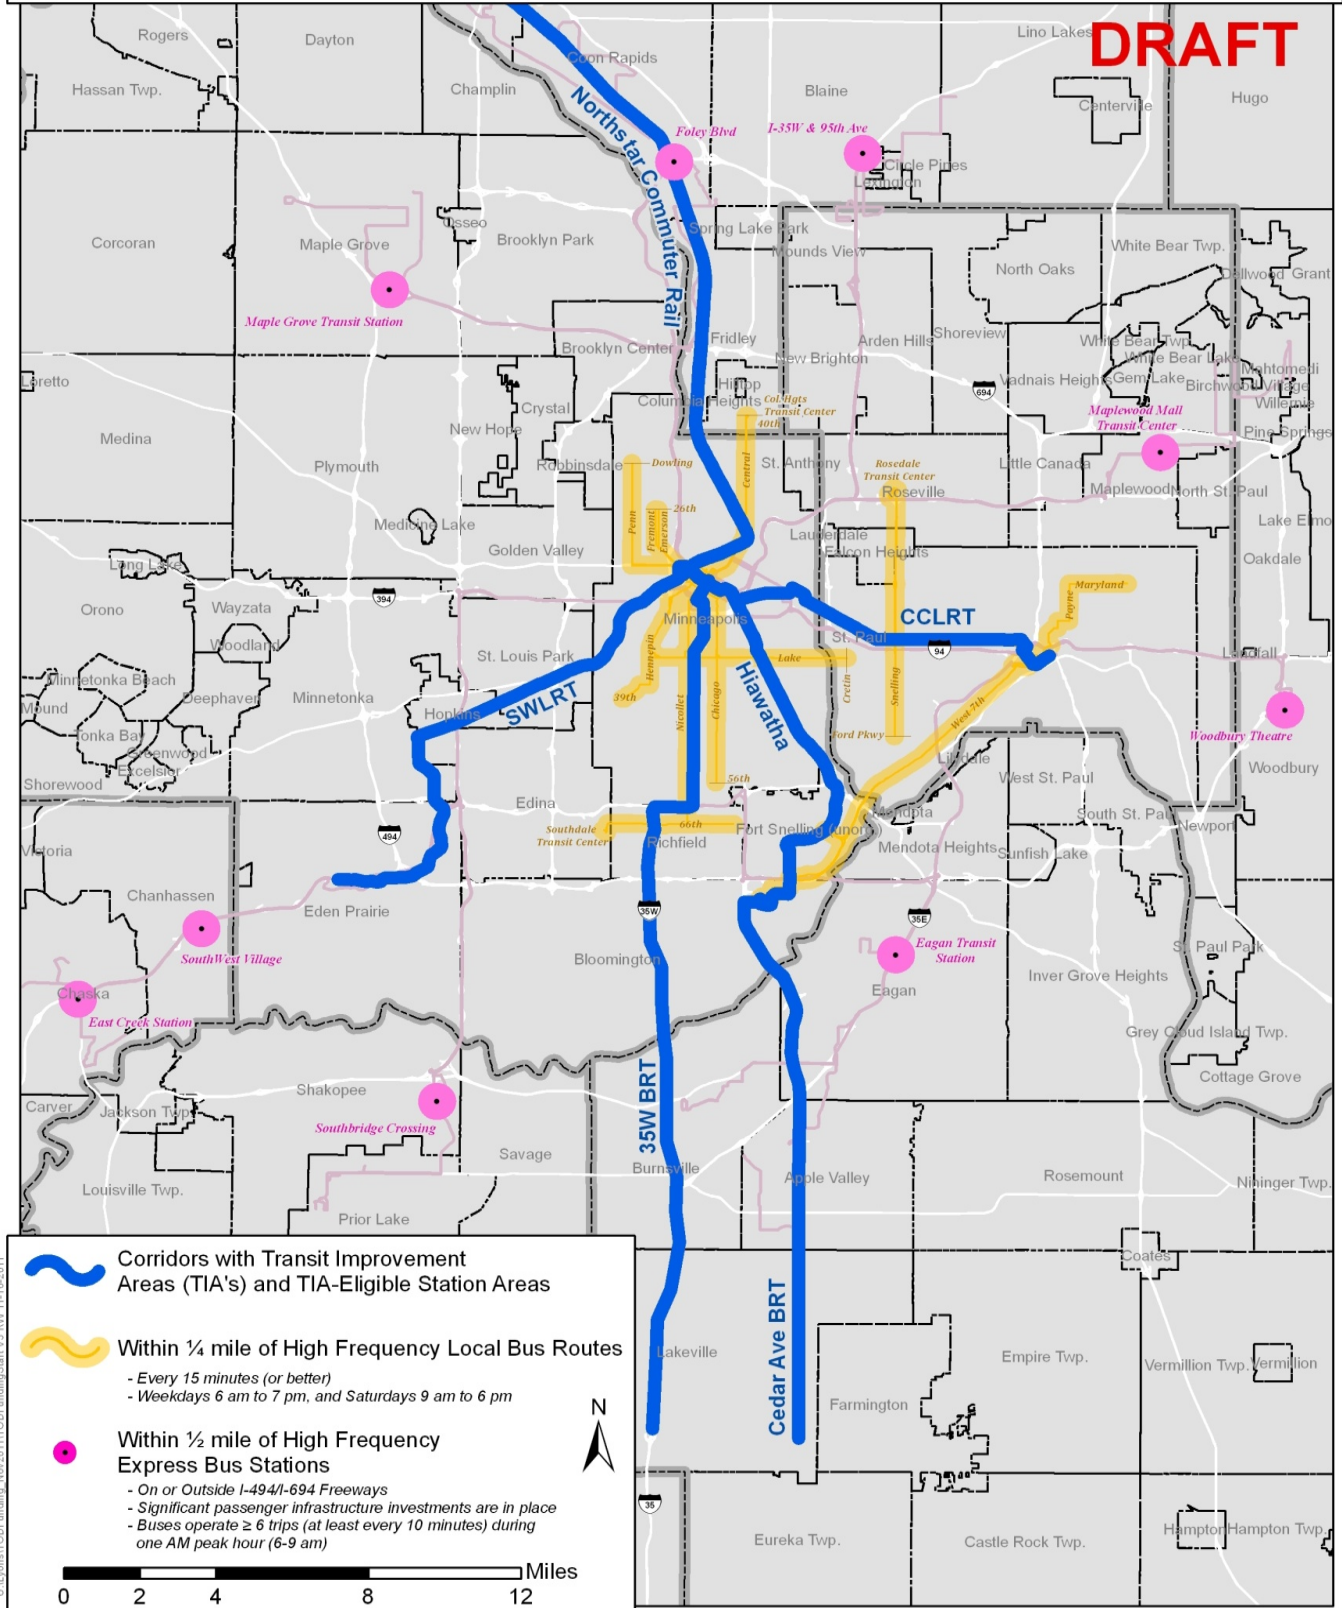 DRAFT
Rogers
Dayton
Coon Rapids
Lino Lakes
Hassan Twp.
Champlin
Blaine
Centerville
Hugo
Northstar Commuter Rail
Foley Blvd
I-35W & 95th Ave
Circle Pines
Lexington
Corcoran
Maple Grove
Osseo
Brooklyn Park
Spring Lake Park
Mounds View
White Bear Twp.
North Oaks
Dellwood
Grant
Maple Grove Transit Station
Brooklyn Center
Fridley
Arden Hills
Shoreview
New Brighton
White Bear Twp.
White Bear Lake
Mahtomedi
Loretto
Hilltop
Columbia Heights
Vadnais Heights
Gem Lake
Birchwood Village
Willernie
694
Crystal
Col.Hgts
Transit Center
40th
Maplewood Mall
Transit Center
Medina
New Hope
Pine Springs
Plymouth
Robbinsdale
Dowling
Central
St. Anthony
Rosedale
Transit Center
Roseville
Little Canada
Maplewood
North St. Paul
Medicine Lake
Penn
Fremont
Emerson
26th
Lake Elmo
Golden Valley
Lauderdale
Falcon Heights
Oakdale
Long Lake
Orono
Wayzata
394
Maryland
Payne
Woodland
Minneapolis
CCLRT
St. Paul
94
Landfall
St. Louis Park
Hennepin
Lake
Cretin
Minnetonka Beach
Deephaven
Minnetonka
Mound
Hopkins
SWLRT
39th
Nicollet
Chicago
Hiawatha
Snelling
West 7th
Tonka Bay
Greenwood
Excelsior
Ford Pkwy
Lilydale
Woodbury Theatre
Shorewood
56th
West St. Paul
Woodbury
Edina
Southdale
Transit Center
66th
Richfield
Fort Snelling (unorg.)
Mendota
South St. Paul
Newport
494
Victoria
Mendota Heights
Sunfish Lake
Chanhassen
Eden Prairie
35W
35E
SouthWest Village
Bloomington
Eagan Transit
Station
Eagan
St. Paul Park
Inver Grove Heights
Chaska
East Creek Station
Grey Cloud Island Twp.
Cottage Grove
Shakopee
Carver
Jackson Twp.
Southbridge Crossing
35W BRT
Savage
Burnsville
Apple Valley
Rosemount
Nininger Twp.
Louisville Twp.
Prior Lake
Coates
Cedar Ave BRT
Lakeville
Empire Twp.
Vermillion Twp.
Vermillion
Farmington
35
Eureka Twp.
Castle Rock Twp.
Hampton
Hampton Twp.
Corridors with Transit Improvement
Areas (TIA's) and TIA-Eligible Station Areas
Within ¼ mile of High Frequency Local Bus Routes
- Every 15 minutes (or better)
- Weekdays 6 am to 7 pm, and Saturdays 9 am to 6 pm
N
Within ½ mile of High Frequency
Express Bus Stations
- On or Outside I-494/I-694 Freeways
- Significant passenger infrastructure investments are in place
- Buses operate ≥ 6 trips (at least every 10 minutes) during
one AM peak hour (6-9 am)
Miles
0 2 4 8 12